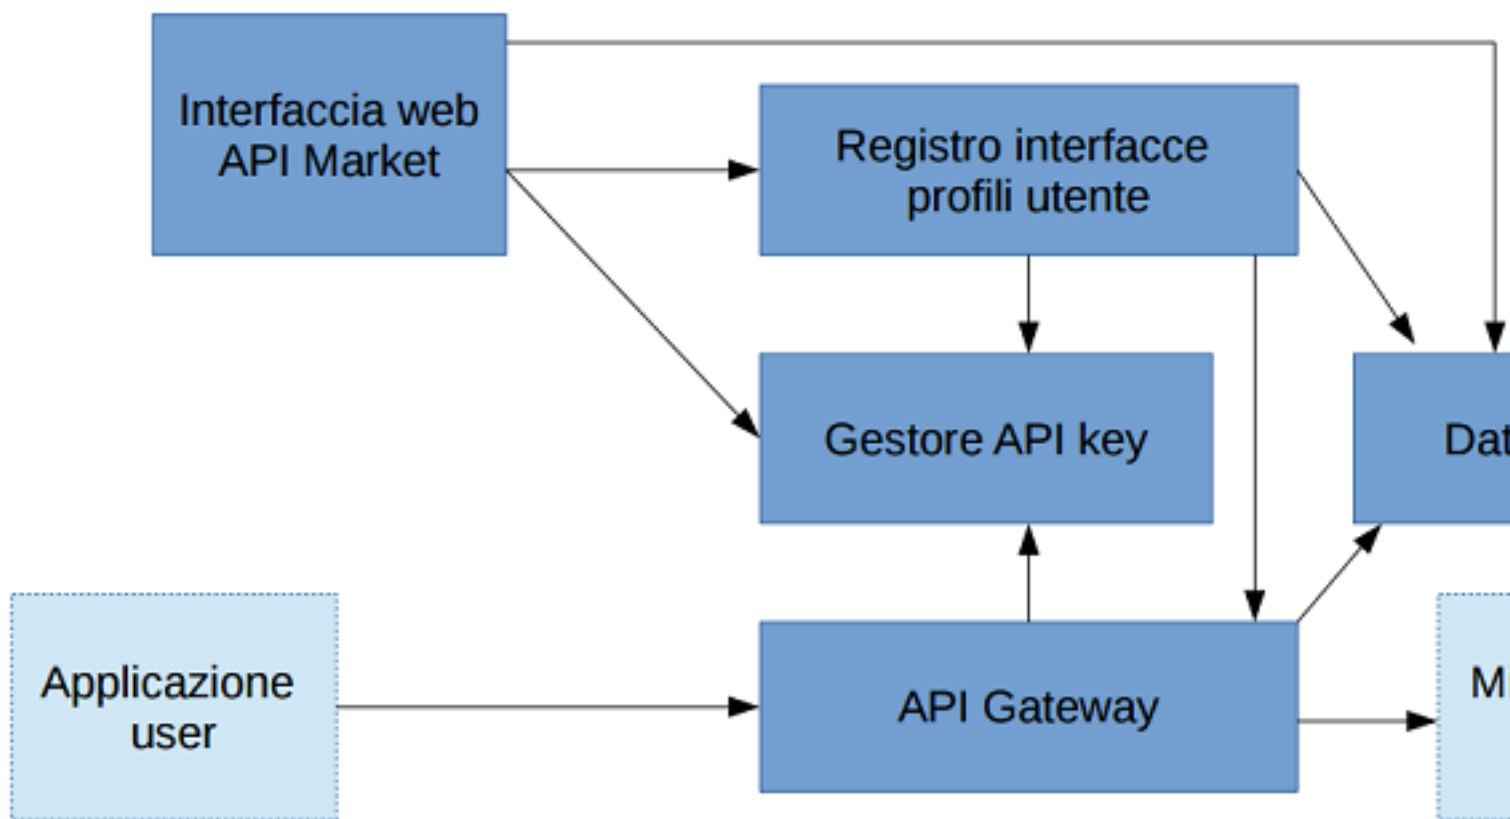 Interfaccia web
API Market
Registro interfacce
profili utente
Gestore API key
Applicazione
user
API Gateway